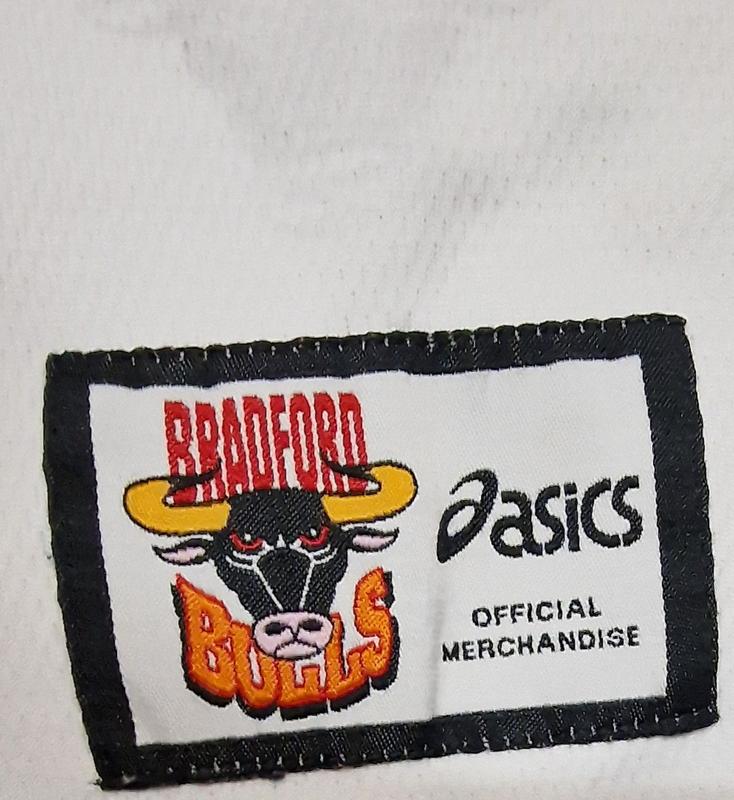 BRADFORD
BULLS
asics
OFFICIAL
MERCHANDISE